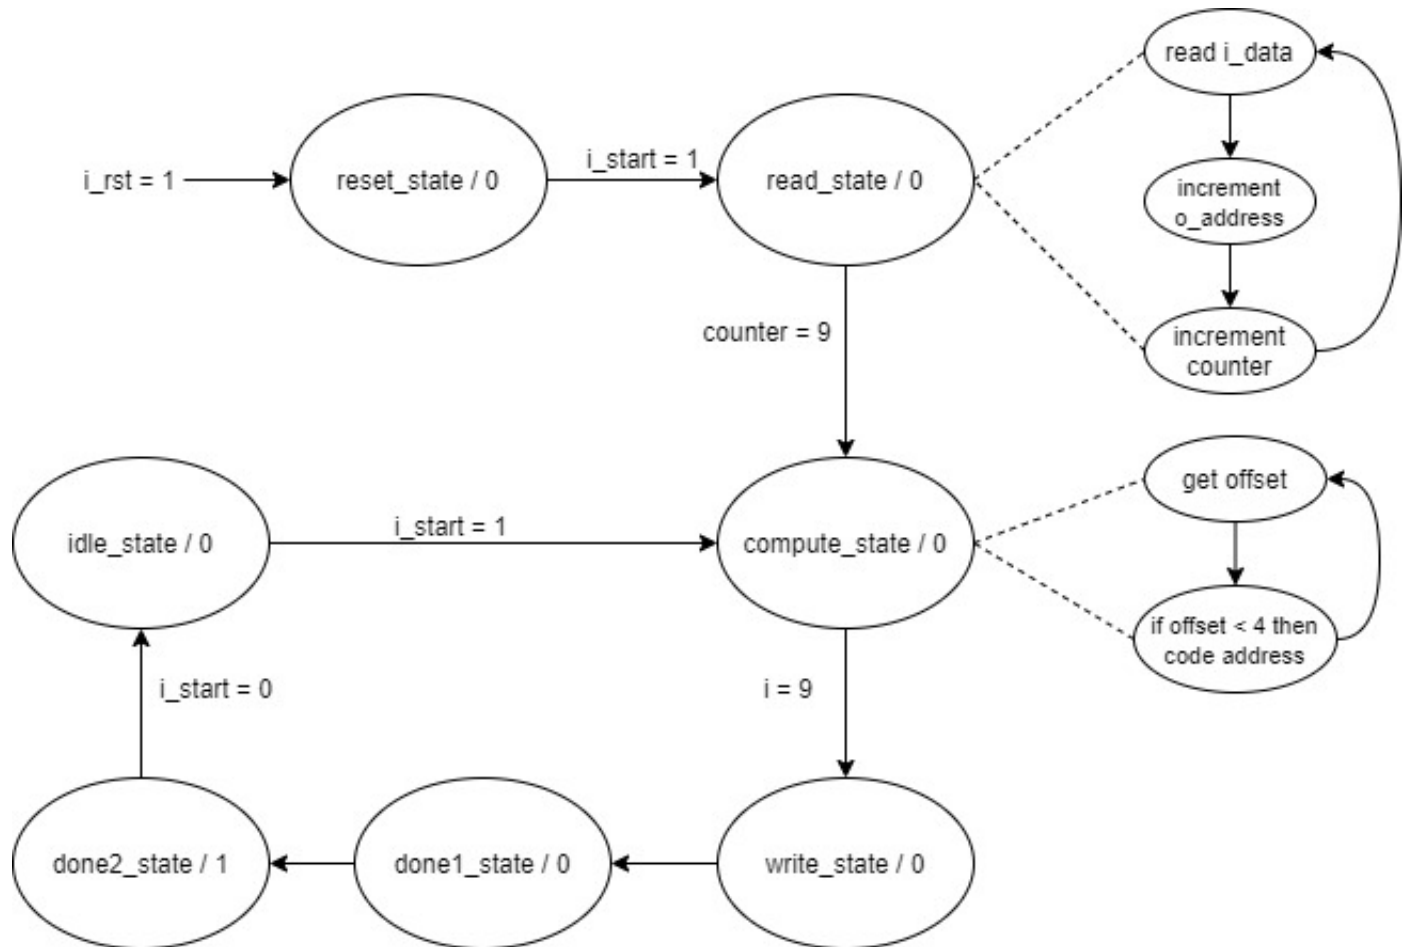 read i_data
i_rst = 1
reset_state / 0
i_start = 1
read_state / 0
increment
o_address
counter = 9
increment
counter
get offset
idle_state / 0
i_start = 1
compute_state / 0
if offset < 4 then
code address
i_start = 0
i = 9
done2_state / 1
done1_state / 0
write_state / 0